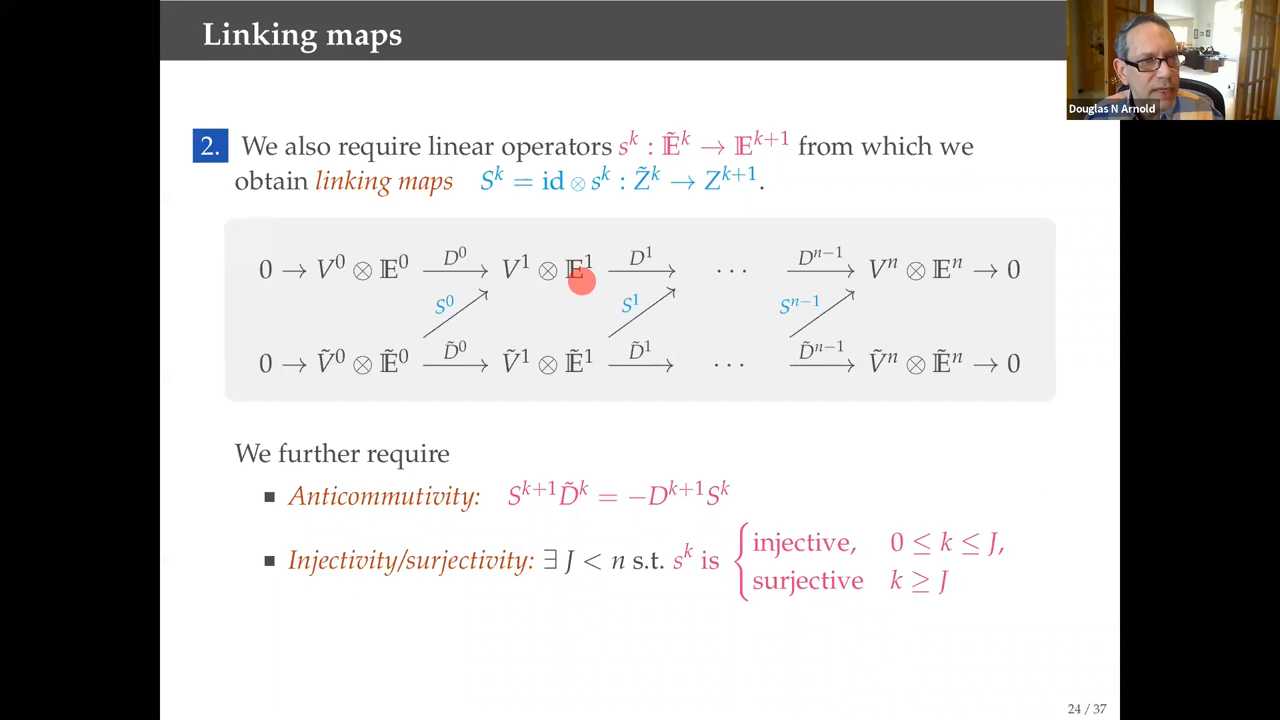 Linking maps
Douglas N Arnold
2. We also require linear operators s^k : Ẽ^k → E^{k+1} from which we
obtain linking maps S^k = id ⊗ s^k : Z̃^k → Z^{k+1}.
0 → V^0 ⊗ 𝔼^0 —D^0→ V^1 ⊗ 𝔼^1 —D^1→ ⋯ —D^{n−1}→ V^n ⊗ 𝔼^n → 0
S^0 S^1 S^{n−1}
0 → Ṽ^0 ⊗ 𝔼̃^0 —D̃^0→ Ṽ^1 ⊗ 𝔼̃^1 —D̃^1→ ⋯ —D̃^{n−1}→ Ṽ^n ⊗ 𝔼̃^n → 0
We further require
▪ Anticommutivity: S^{k+1}D̃^k = −D^{k+1}S^k
▪ Injectivity/surjectivity: ∃ J < n s.t. s^k is { injective, 0 ≤ k ≤ J,
surjective k ≥ J
24 / 37